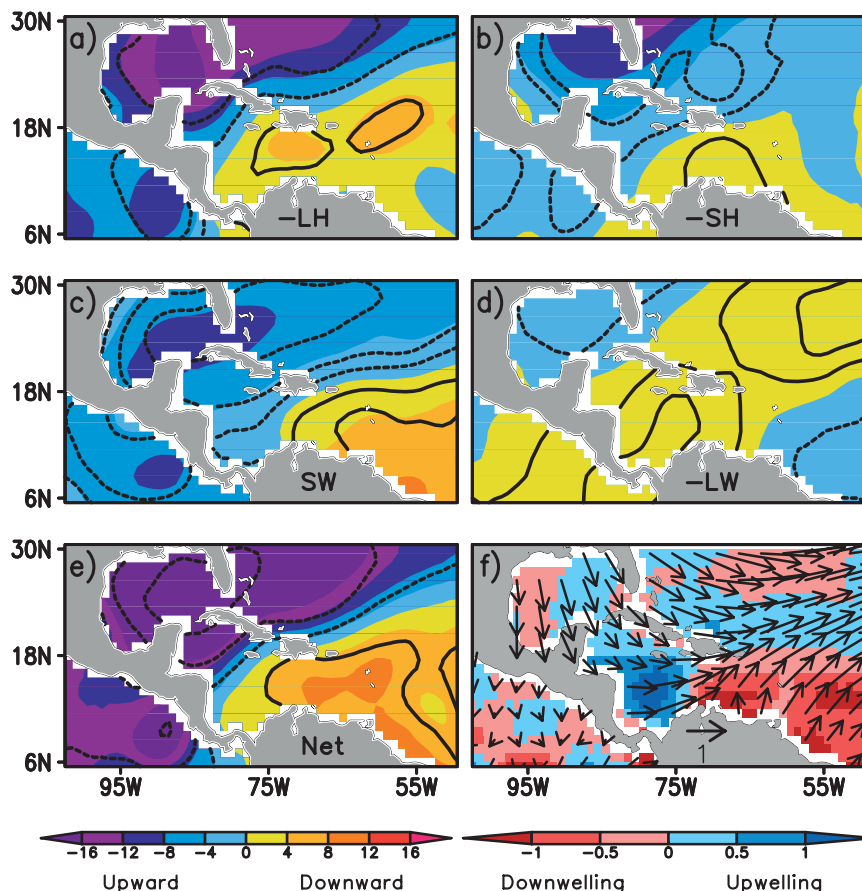 30N a) b)
18N
6N -LH -SH
30N c) d)
18N
6N SW -LW
30N e) f)
18N
6N Net 1
95W 75W 55W 95W 75W 55W
-16 -12 -8 -4 0 4 8 12 16 -1 -0.5 0 0.5 1
Upward Downward Downwelling Upwelling